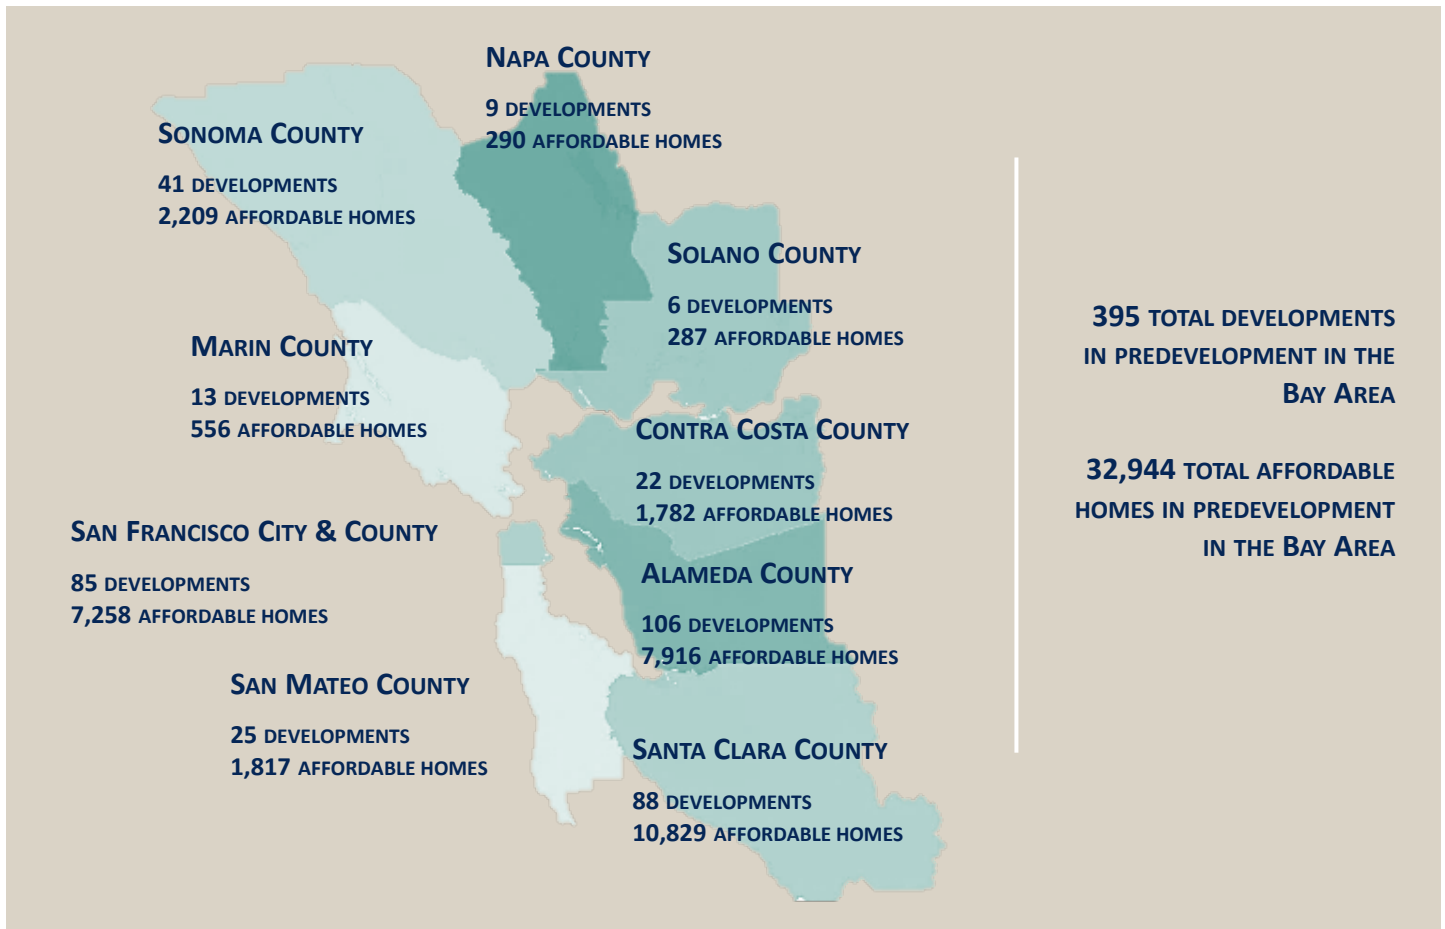 Napa County
9 developments
290 affordable homes
Sonoma County
41 developments
2,209 affordable homes
Solano County
6 developments
287 affordable homes
Marin County
13 developments
556 affordable homes
Contra Costa County
22 developments
1,782 affordable homes
San Francisco City & County
85 developments
7,258 affordable homes
Alameda County
106 developments
7,916 affordable homes
San Mateo County
25 developments
1,817 affordable homes
Santa Clara County
88 developments
10,829 affordable homes
395 total developments
in predevelopment in the
Bay Area
32,944 total affordable
homes in predevelopment
in the Bay Area